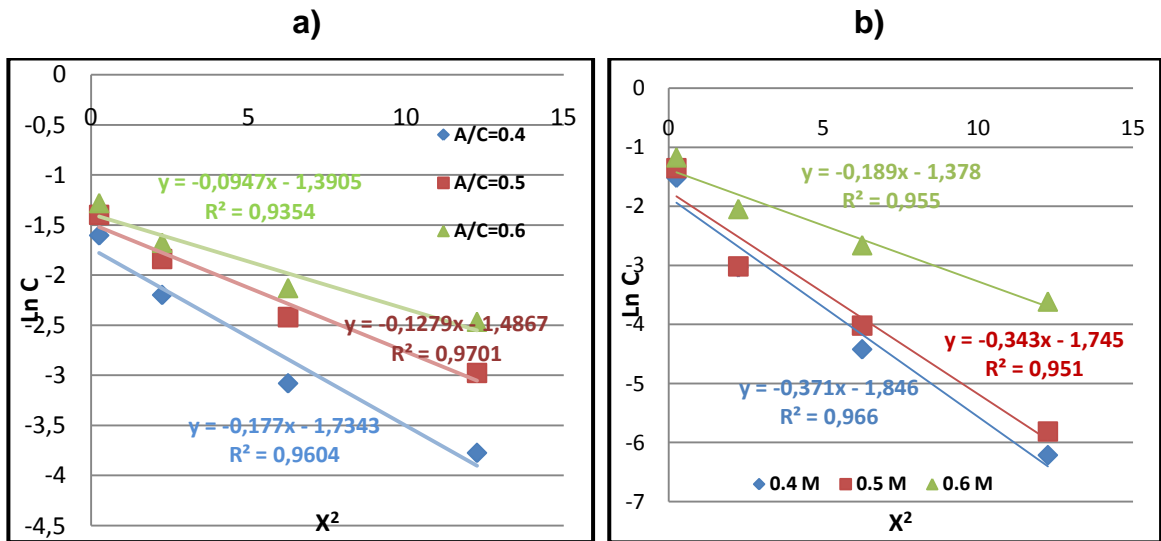 a)
b)
0
-0,5
-1
-1,5
-2
-2,5
-3
-3,5
-4
-4,5
0
5
10
15
Ln C
X²
A/C=0.4
A/C=0.5
A/C=0.6
y = -0,0947x - 1,3905
R² = 0,9354
y = -0,1279x - 1,4867
R² = 0,9701
y = -0,177x - 1,7343
R² = 0,9604
0
-1
-2
-3
-4
-5
-6
-7
0
5
10
15
Ln C
X²
y = -0,189x - 1,378
R² = 0,955
y = -0,343x - 1,745
R² = 0,951
y = -0,371x - 1,846
R² = 0,966
0.4 M
0.5 M
0.6 M